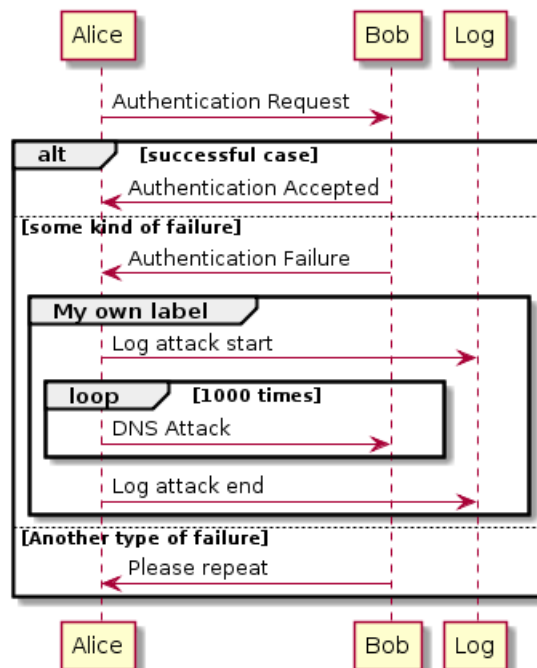 Alice Bob Log
Authentication Request
alt [successful case]
Authentication Accepted
[some kind of failure]
Authentication Failure
My own label
Log attack start
loop [1000 times]
DNS Attack
Log attack end
[Another type of failure]
Please repeat
Alice Bob Log